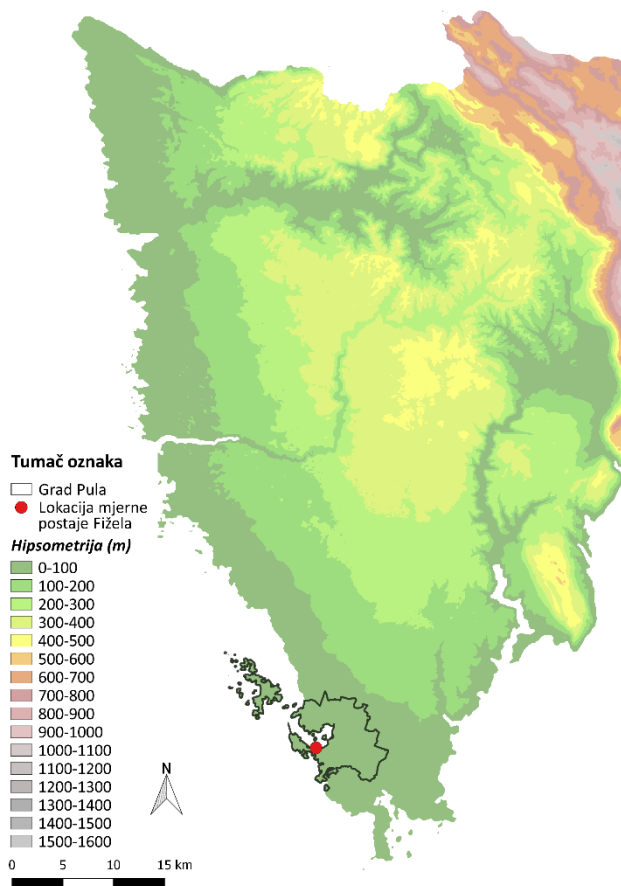 Tumač oznaka
Grad Pula
Lokacija mjerne
postaje Fižela
Hipsometrija (m)
0-100
100-200
200-300
300-400
400-500
500-600
600-700
700-800
800-900
900-1000
1000-1100
1100-1200
1200-1300
1300-1400
1400-1500
1500-1600
N
0 5 10 15 km